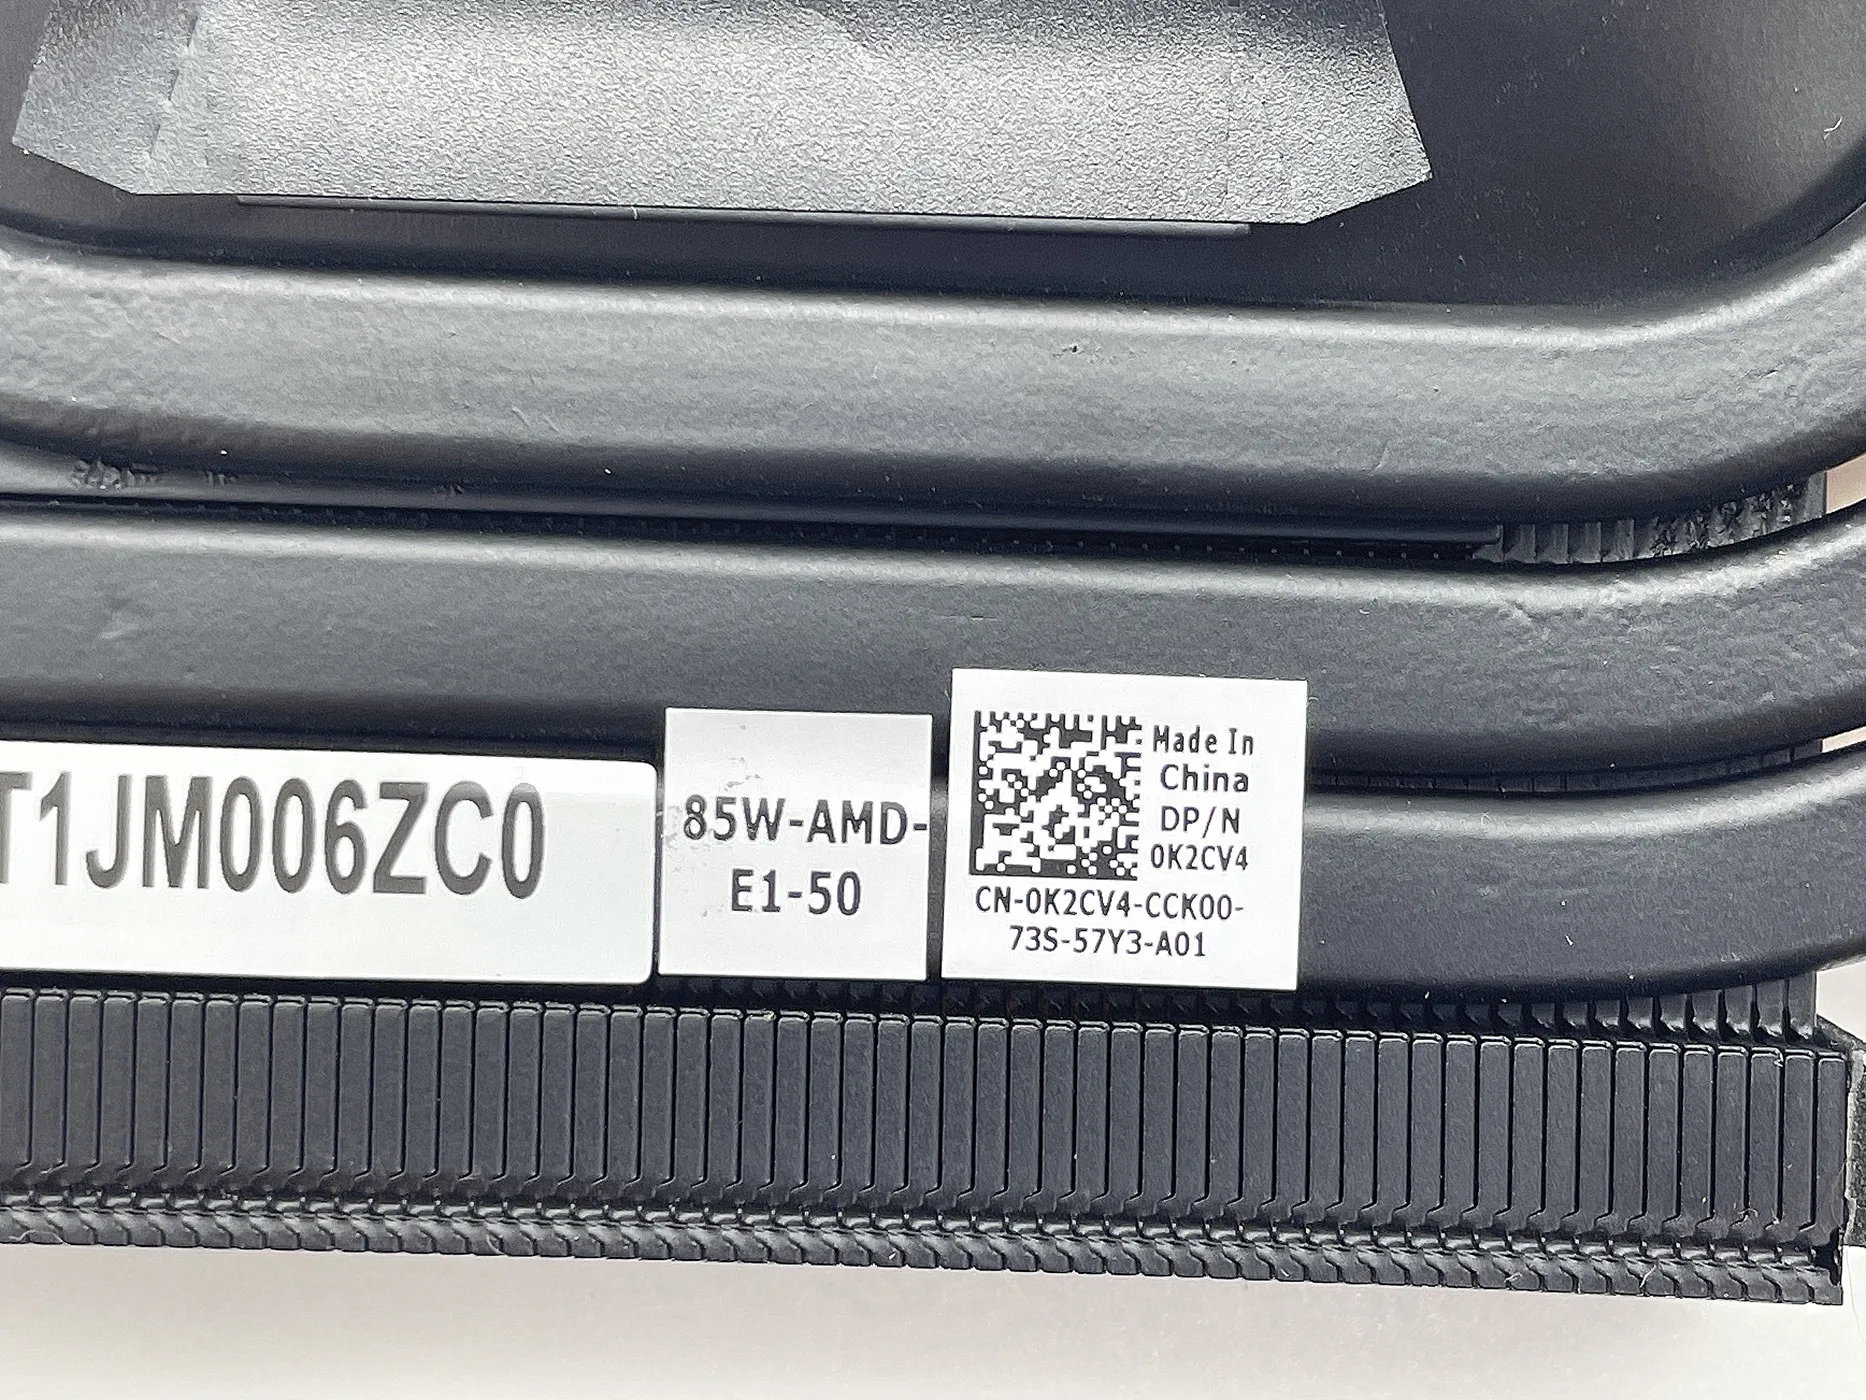 T1JM006ZC0
85W-AMD-
E1-50
Made In
China
DP/N
0K2CV4
CN-0K2CV4-CCK00-
73S-57Y3-A01